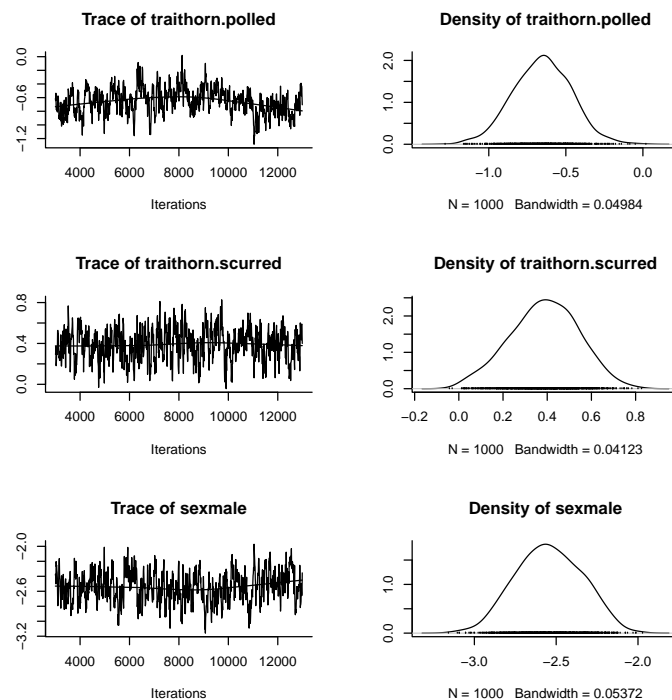 Trace of traithorn.polled
0.0
−0.6
−1.2
4000 6000 8000 10000 12000
Iterations
Density of traithorn.polled
2.0
1.0
0.0
−1.0 −0.5 0.0
N = 1000 Bandwidth = 0.04984
Trace of traithorn.scurred
0.8
0.4
0.0
4000 6000 8000 10000 12000
Iterations
Density of traithorn.scurred
2.0
1.0
0.0
−0.2 0.0 0.2 0.4 0.6 0.8
N = 1000 Bandwidth = 0.04123
Trace of sexmale
−2.0
−2.6
−3.2
4000 6000 8000 10000 12000
Iterations
Density of sexmale
1.0
0.0
−3.0 −2.5 −2.0
N = 1000 Bandwidth = 0.05372